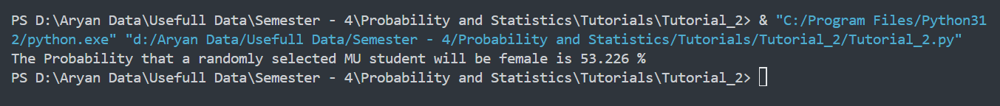 PS D:\Aryan Data\Usefull Data\Semester - 4\Probability and Statistics\Tutorials\Tutorial_2> & "C:/Program Files/Python31
2/python.exe" "d:/Aryan Data/Usefull Data/Semester - 4/Probability and Statistics/Tutorials/Tutorial_2/Tutorial_2.py"
The Probability that a randomly selected MU student will be female is 53.226 %
PS D:\Aryan Data\Usefull Data\Semester - 4\Probability and Statistics\Tutorials\Tutorial_2>